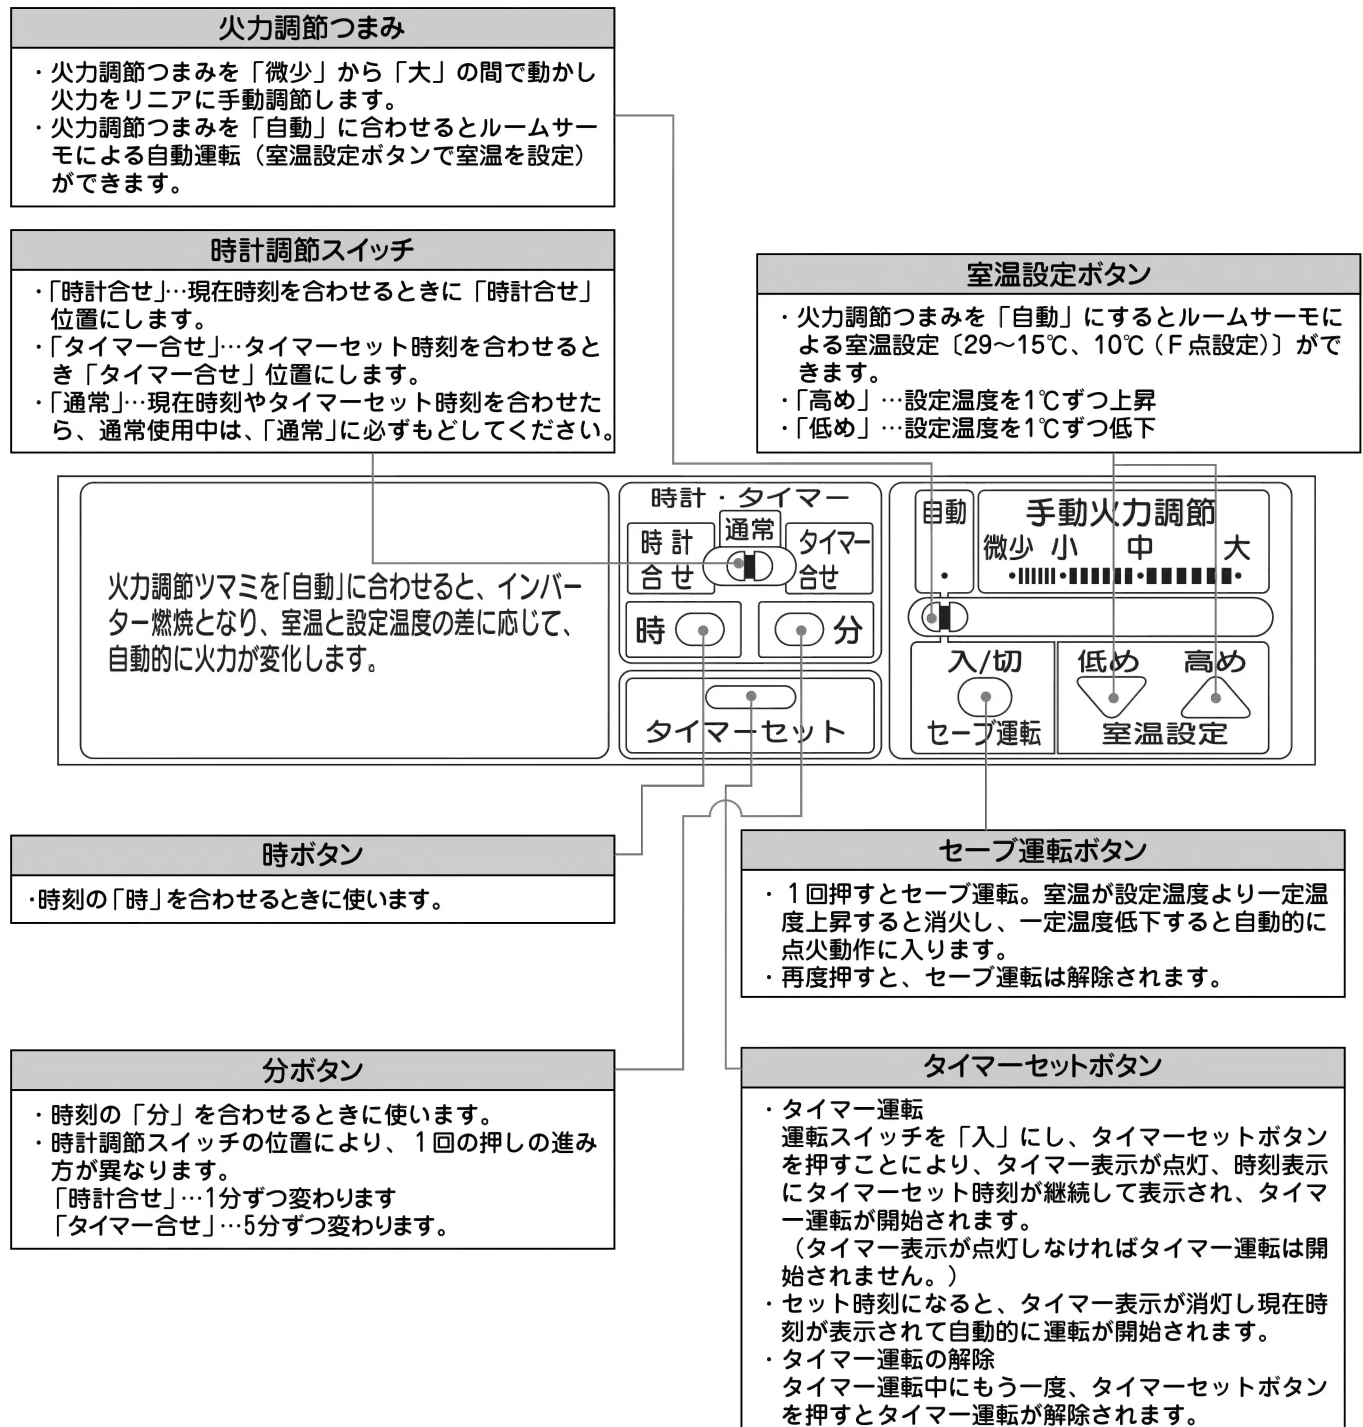 火力調節つまみ
・火力調節つまみを「微少」から「大」の間で動かし
火力をリニアに手動調節します。
・火力調節つまみを「自動」に合わせるとルームサー
モによる自動運転（室温設定ボタンで室温を設定）
ができます。
時計調節スイッチ
・「時計合せ」…現在時刻を合わせるときに「時計合せ」
位置にします。
・「タイマー合せ」…タイマーセット時刻を合わせると
き「タイマー合せ」位置にします。
・「通常」…現在時刻やタイマーセット時刻を合わせた
ら、通常使用中は、「通常」に必ずもどしてください。
室温設定ボタン
・火力調節つまみを「自動」にするとルームサーモに
よる室温設定〔29～15℃、10℃（Ｆ点設定）〕がで
きます。
・「高め」…設定温度を1℃ずつ上昇
・「低め」…設定温度を1℃ずつ低下
火力調節ツマミを「自動」に合わせると、インバー
ター燃焼となり、室温と設定温度の差に応じて、
自動的に火力が変化します。
時計・タイマー
時計
合せ
通常
タイマー
合せ
時
分
タイマーセット
自動
手動火力調節
微少 小 中 大
入/切
セーブ運転
低め 高め
室温設定
時ボタン
・時刻の「時」を合わせるときに使います。
セーブ運転ボタン
・１回押すとセーブ運転。室温が設定温度より一定温
度上昇すると消火し、一定温度低下すると自動的に
点火動作に入ります。
・再度押すと、セーブ運転は解除されます。
分ボタン
・時刻の「分」を合わせるときに使います。
・時計調節スイッチの位置により、１回の押しの進み
方が異なります。
「時計合せ」…1分ずつ変わります
「タイマー合せ」…5分ずつ変わります。
タイマーセットボタン
・タイマー運転
運転スイッチを「入」にし、タイマーセットボタン
を押すことにより、タイマー表示が点灯、時刻表示
にタイマーセット時刻が継続して表示され、タイマ
ー運転が開始されます。
（タイマー表示が点灯しなければタイマー運転は開
始されません。）
・セット時刻になると、タイマー表示が消灯し現在時
刻が表示されて自動的に運転が開始されます。
・タイマー運転の解除
タイマー運転中にもう一度、タイマーセットボタン
を押すとタイマー運転が解除されます。